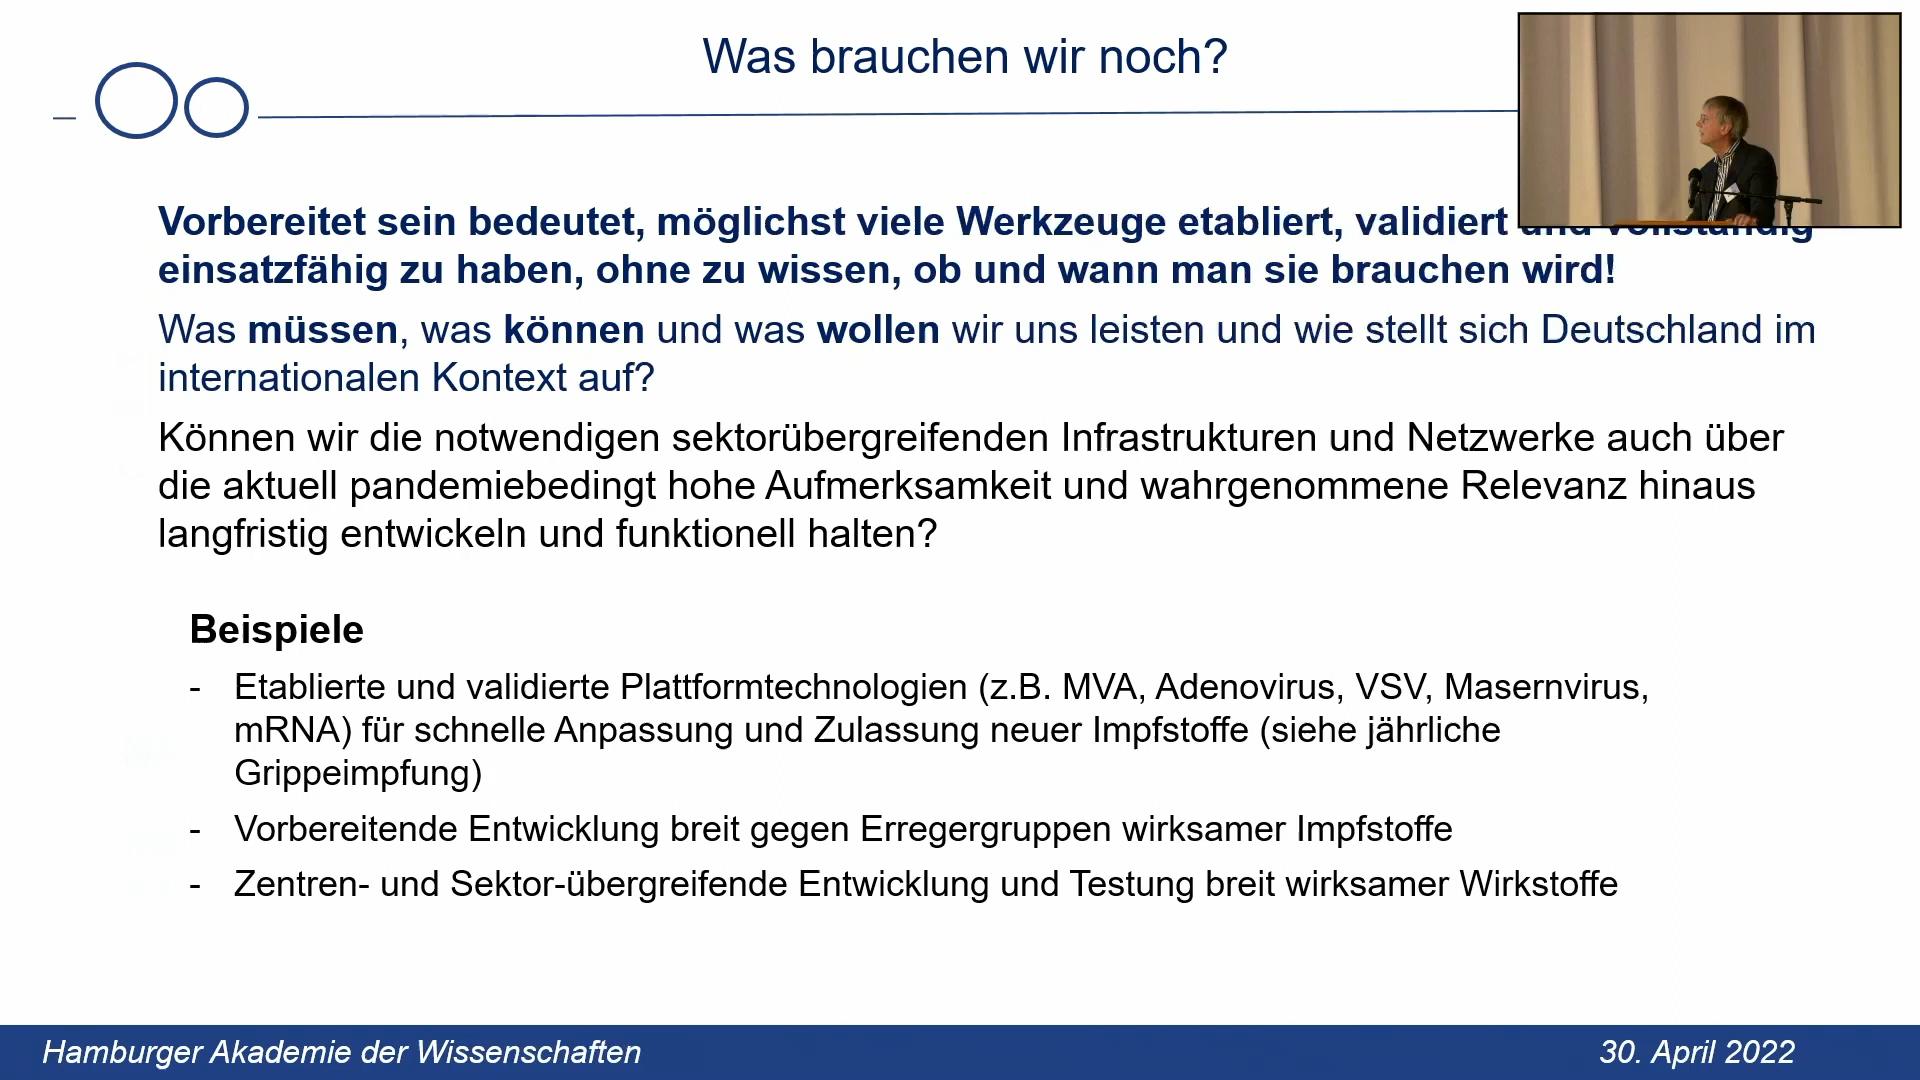 Was brauchen wir noch?
Vorbereitet sein bedeutet, möglichst viele Werkzeuge etabliert, validiert und vollständig
einsatzfähig zu haben, ohne zu wissen, ob und wann man sie brauchen wird!
Was müssen, was können und was wollen wir uns leisten und wie stellt sich Deutschland im
internationalen Kontext auf?
Können wir die notwendigen sektorübergreifenden Infrastrukturen und Netzwerke auch über
die aktuell pandemiebedingt hohe Aufmerksamkeit und wahrgenommene Relevanz hinaus
langfristig entwickeln und funktionell halten?
Beispiele
- Etablierte und validierte Plattformtechnologien (z.B. MVA, Adenovirus, VSV, Masernvirus,
mRNA) für schnelle Anpassung und Zulassung neuer Impfstoffe (siehe jährliche
Grippeimpfung)
- Vorbereitende Entwicklung breit gegen Erregergruppen wirksamer Impfstoffe
- Zentren- und Sektor-übergreifende Entwicklung und Testung breit wirksamer Wirkstoffe
Hamburger Akademie der Wissenschaften
30. April 2022